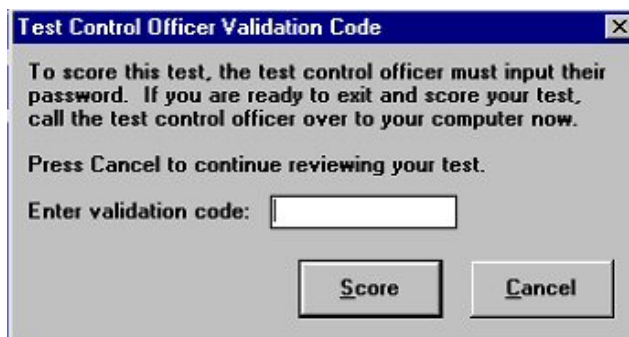 Test Control Officer Validation Code
To score this test, the test control officer must input their
password.  If you are ready to exit and score your test,
call the test control officer over to your computer now.
Press Cancel to continue reviewing your test.
Enter validation code:
Score Cancel